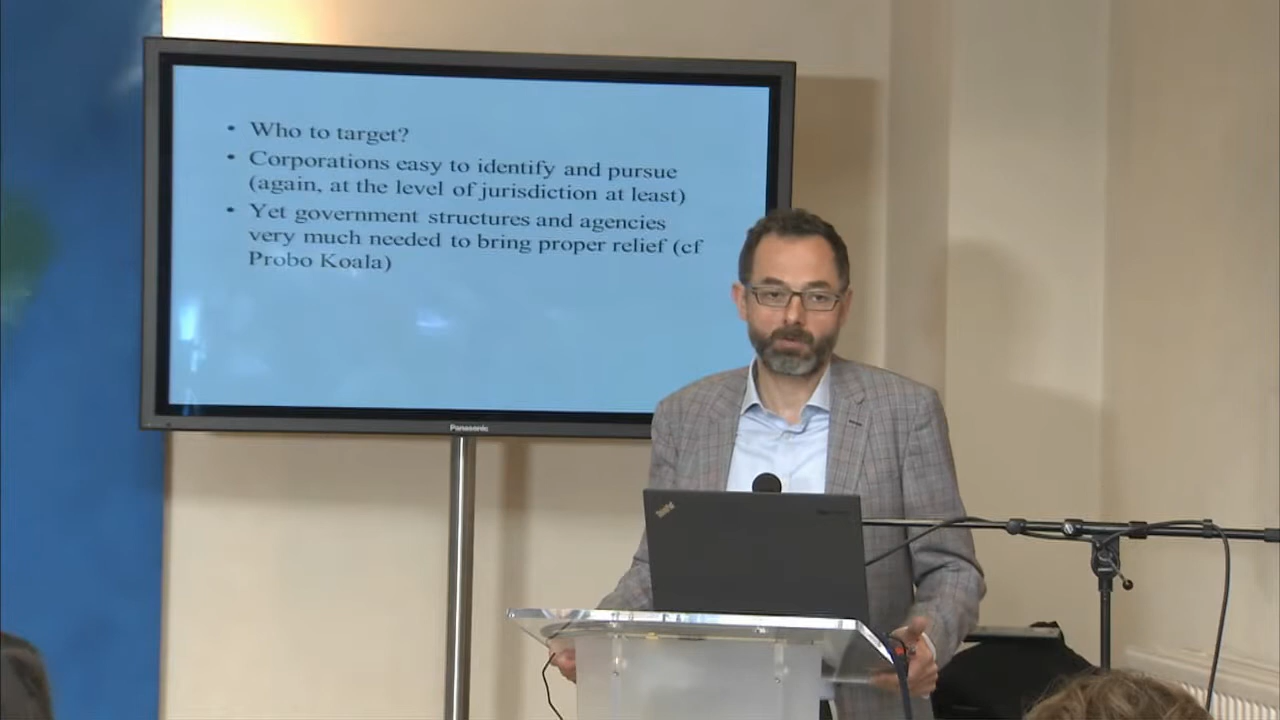 • Who to target?
• Corporations easy to identify and pursue
(again, at the level of jurisdiction at least)
• Yet government structures and agencies
very much needed to bring proper relief (cf
Probo Koala)
Panasonic
ThinkPad